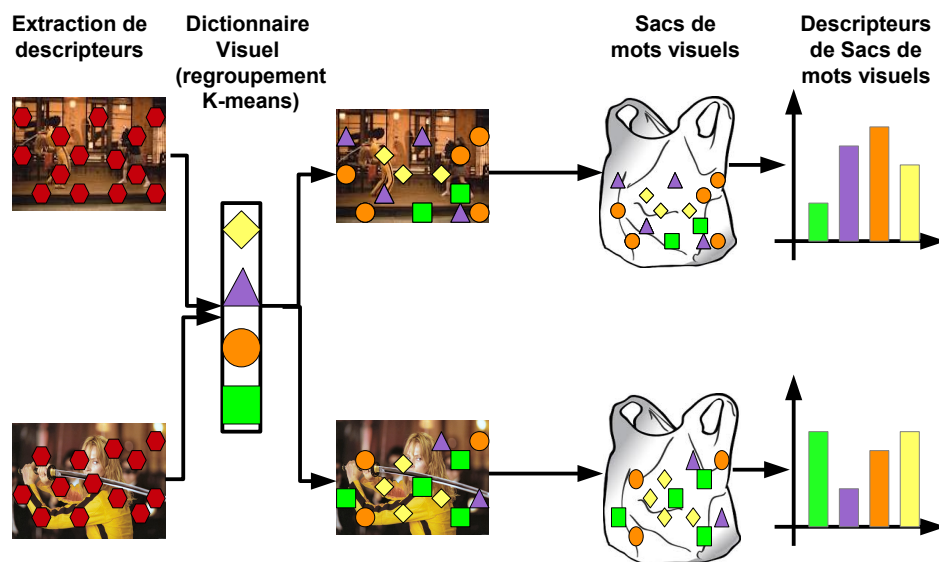 Extraction de
descripteurs
Dictionnaire
Visuel
(regroupement
K-means)
Sacs de
mots visuels
Descripteurs
de Sacs de
mots visuels